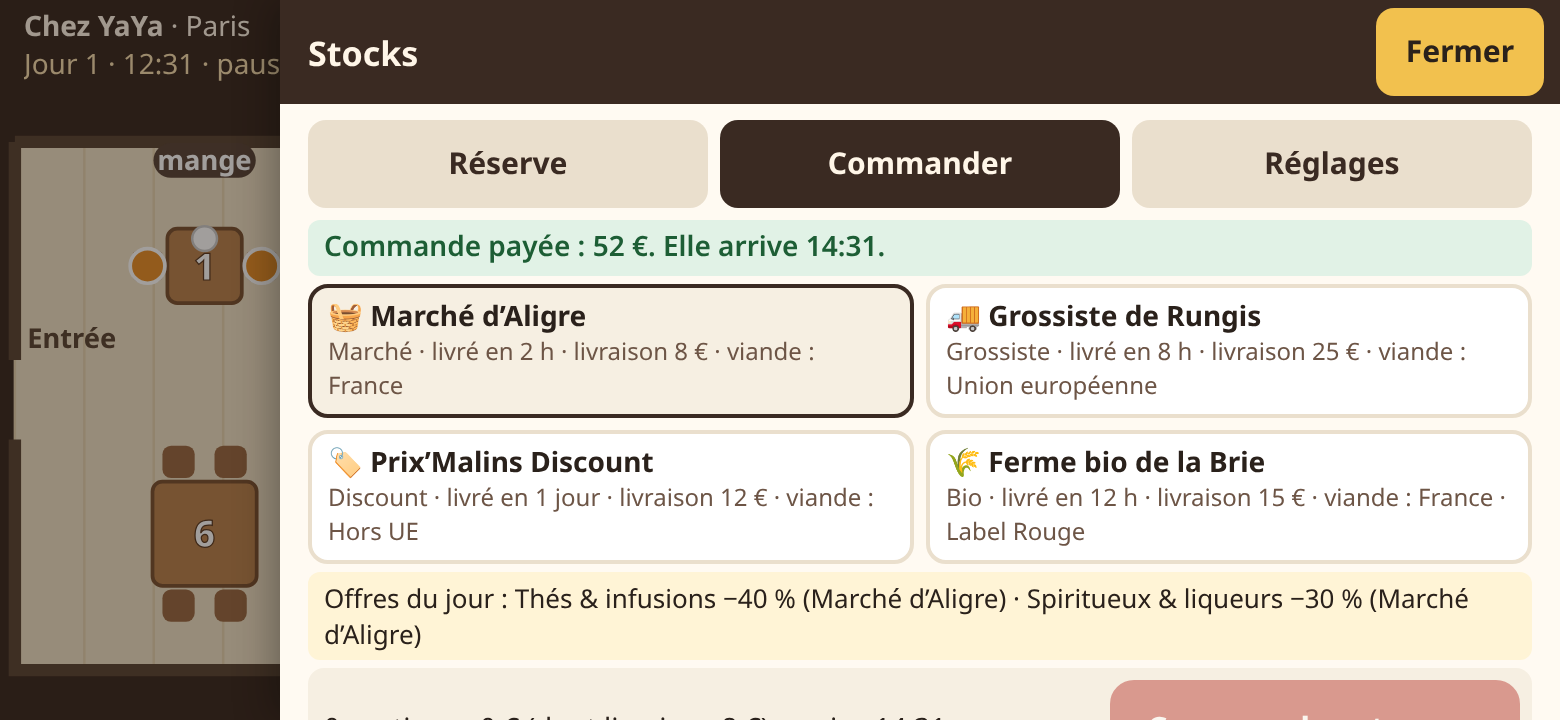 Chez YaYa · Paris
Jour 1 · 12:31 · paus
Stocks
Fermer
Réserve
Commander
Réglages
Commande payée : 52 €. Elle arrive 14:31.
mange
1
Entrée
6
🧺 Marché d’Aligre
Marché · livré en 2 h · livraison 8 € · viande :
France
🚚 Grossiste de Rungis
Grossiste · livré en 8 h · livraison 25 € · viande :
Union européenne
🏷️ Prix’Malins Discount
Discount · livré en 1 jour · livraison 12 € · viande :
Hors UE
🌾 Ferme bio de la Brie
Bio · livré en 12 h · livraison 15 € · viande : France ·
Label Rouge
Offres du jour : Thés & infusions −40 % (Marché d’Aligre) · Spiritueux & liqueurs −30 % (Marché
d’Aligre)